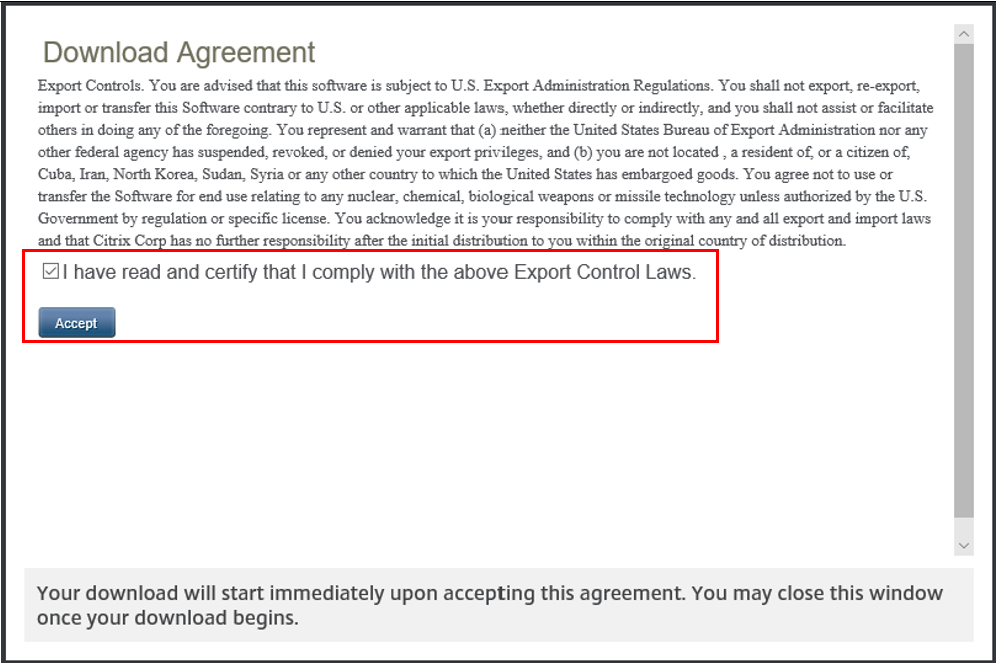 Download Agreement
Export Controls. You are advised that this software is subject to U.S. Export Administration Regulations. You shall not export, re-export,
import or transfer this Software contrary to U.S. or other applicable laws, whether directly or indirectly, and you shall not assist or facilitate
others in doing any of the foregoing. You represent and warrant that (a) neither the United States Bureau of Export Administration nor any
other federal agency has suspended, revoked, or denied your export privileges, and (b) you are not located , a resident of, or a citizen of,
Cuba, Iran, North Korea, Sudan, Syria or any other country to which the United States has embargoed goods. You agree not to use or
transfer the Software for end use relating to any nuclear, chemical, biological weapons or missile technology unless authorized by the U.S.
Government by regulation or specific license. You acknowledge it is your responsibility to comply with any and all export and import laws
and that Citrix Corp has no further responsibility after the initial distribution to you within the original country of distribution.
I have read and certify that I comply with the above Export Control Laws.
Accept
Your download will start immediately upon accepting this agreement. You may close this window
once your download begins.